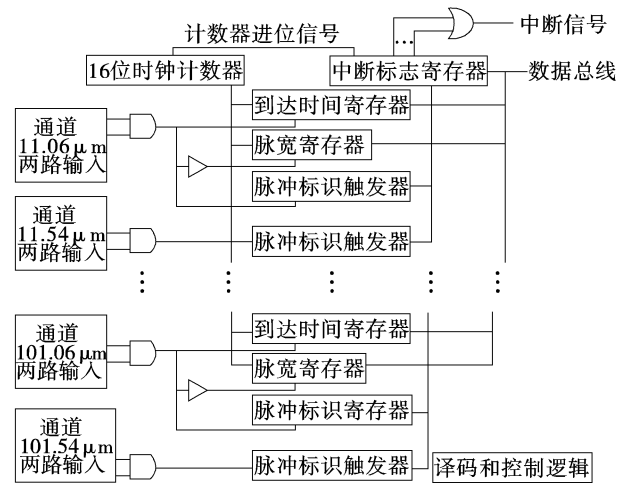 计数器进位信号
中断信号
16位时钟计数器
中断标志寄存器
数据总线
到达时间寄存器
通道
11.06μm
两路输入
脉宽寄存器
脉冲标识触发器
通道
11.54μm
两路输入
脉冲标识触发器
到达时间寄存器
通道
101.06μm
两路输入
脉宽寄存器
脉冲标识寄存器
通道
101.54μm
两路输入
脉冲标识触发器
译码和控制逻辑